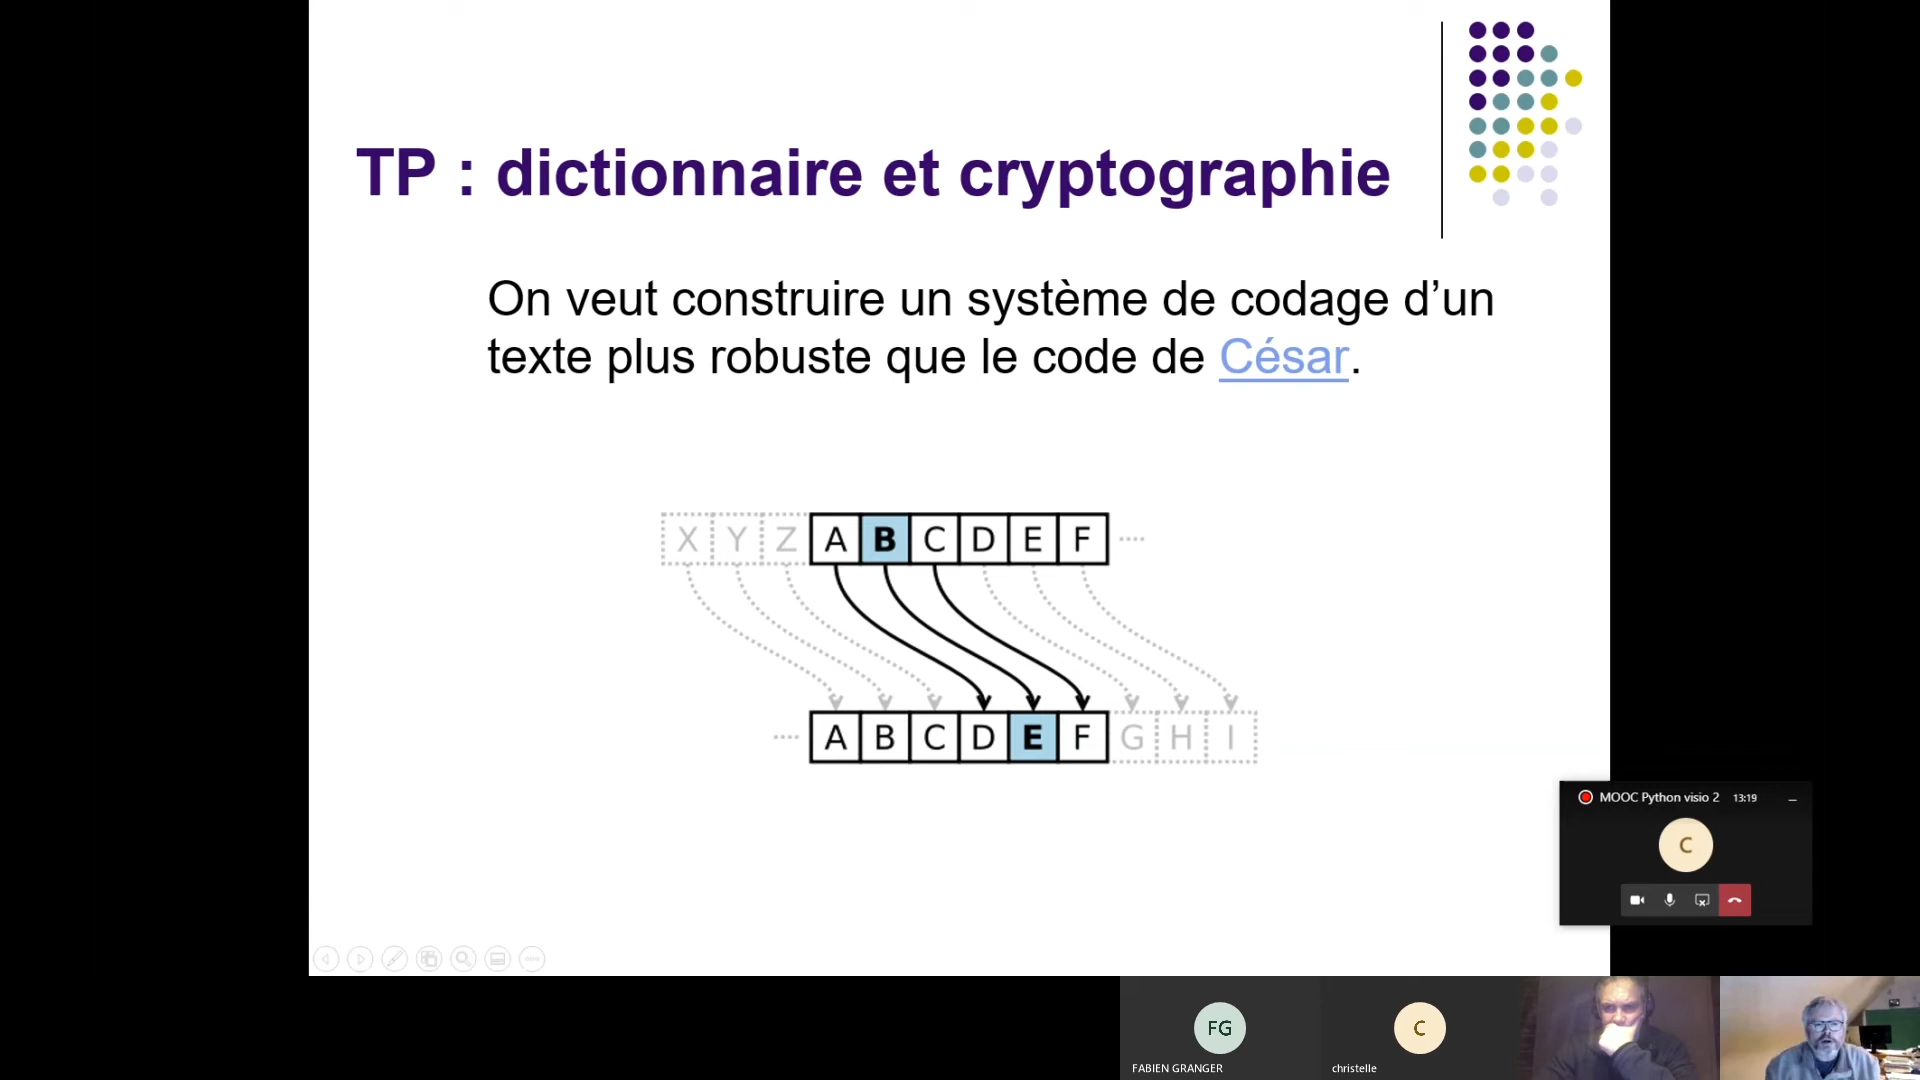 TP : dictionnaire et cryptographie
On veut construire un système de codage d’un
texte plus robuste que le code de César.
X Y Z A B C D E F ....
.... A B C D E F G H I
MOOC Python visio 2 13:19
C
FG
C
FABIEN GRANGER
christelle